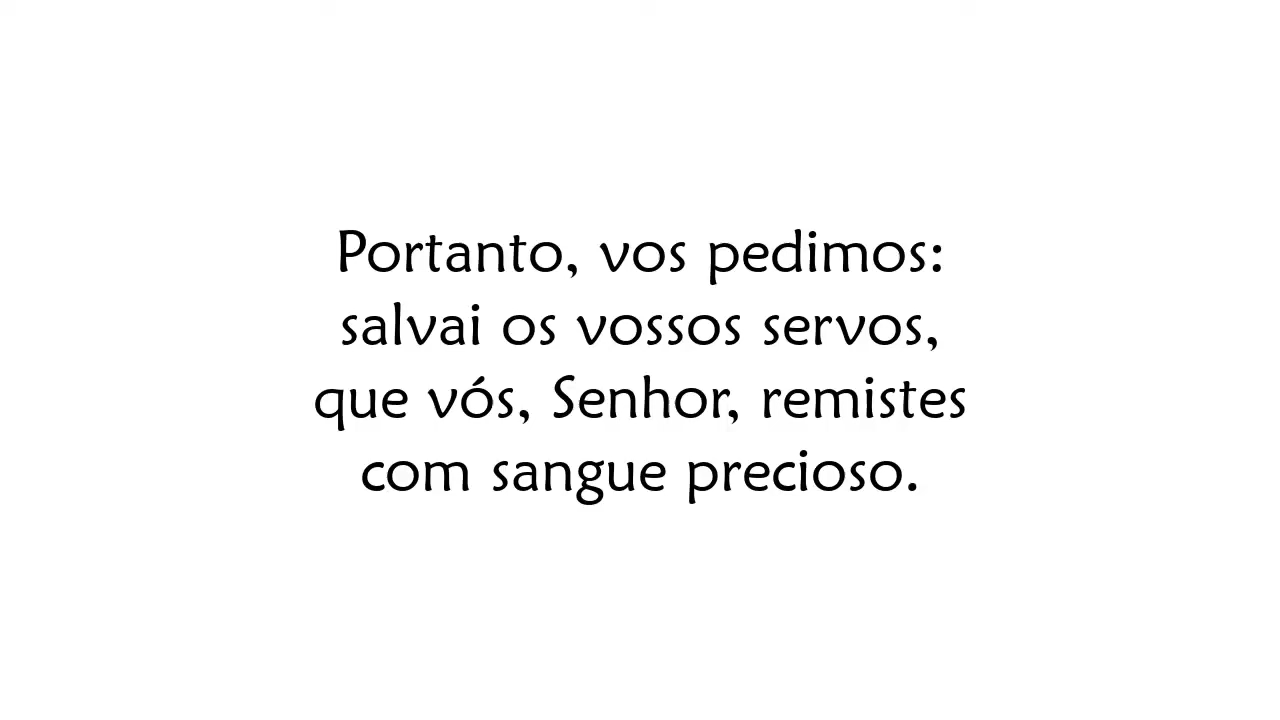 Portanto, vos pedimos:
salvai os vossos servos,
que vós, Senhor, remistes
com sangue precioso.